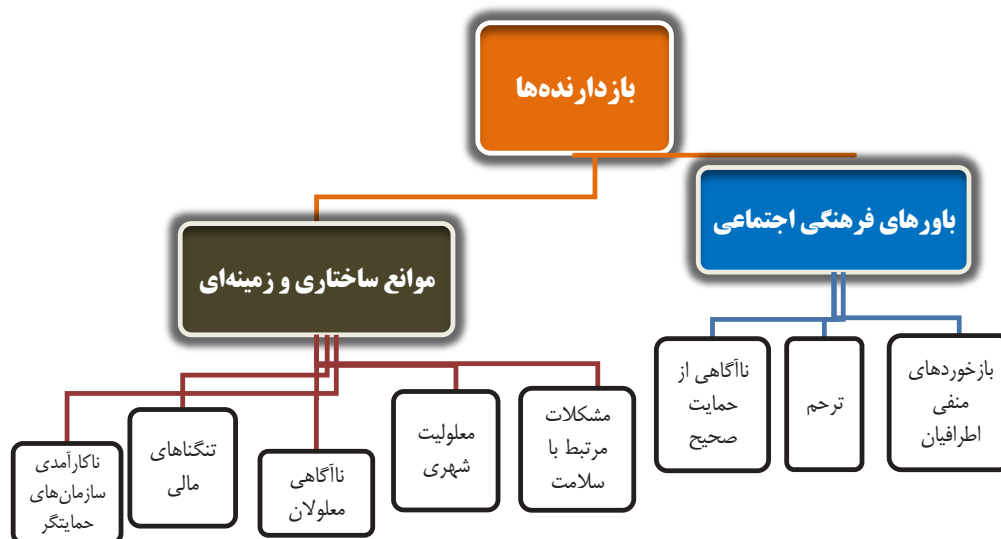 بازدارنده‌ها
باورهای فرهنگی اجتماعی
موانع ساختاری و زمینه‌ای
بازخوردهای
منفی
اطرافیان
ترحم
ناآگاهی از
حمایت
صحیح
مشکلات
مرتبط با
سلامت
معلولیت
شهری
ناآگاهی
معلولان
تنگناهای
مالی
ناکارآمدی
سازمان‌های
حمایتگر